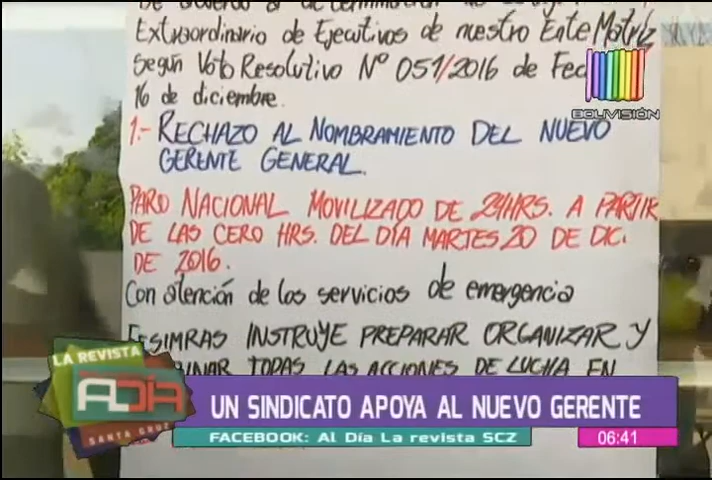 De acuerdo a
Extraordinario de Ejecutivos de nuestro Ente Matriz
Según Voto Resolutivo Nº 051/2016 de Fec
16 de diciembre.
BOLIVISIÓN
1.- RECHAZO AL NOMBRAMIENTO DEL NUEVO
GERENTE GENERAL.
PARO NACIONAL MOVILIZADO DE 24HRS. A PARTIR
DE LAS CERO HRS. DEL DÍA MARTES 20 DE DIC.
DE 2016.
Con atención de los servicios de emergencia
FESIMRAS INSTRUYE PREPARAR ORGANIZAR Y
TODAS LAS ACCIONES DE LUCHA EN
LA REVISTA
AL DÍA
SANTA CRUZ
UN SINDICATO APOYA AL NUEVO GERENTE
FACEBOOK: Al Día La revista SCZ
06:41